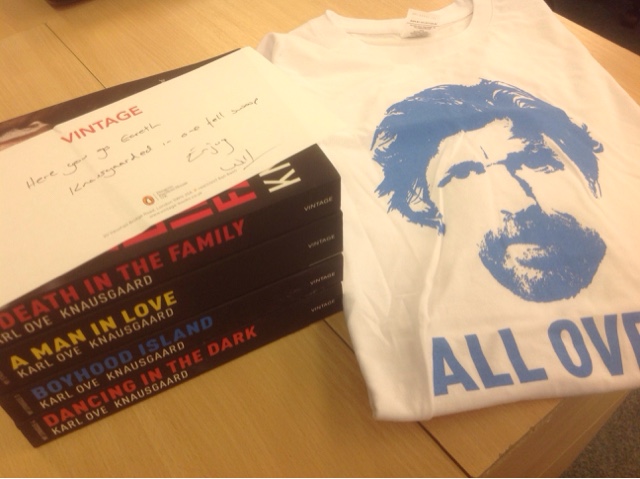 VINTAGE
Here you go Gareth
Knausgaarded in one fell swoop
Enjoy
Will
KN
VINTAGE
DEATH IN THE FAMILY
KARL OVE KNAUSGAARD
VINTAGE
A MAN IN LOVE
KARL OVE KNAUSGAARD
VINTAGE
BOYHOOD ISLAND
KARL OVE KNAUSGAARD
VINTAGE
DANCING IN THE DARK
KARL OVE KNAUSGAARD
ALL OVE